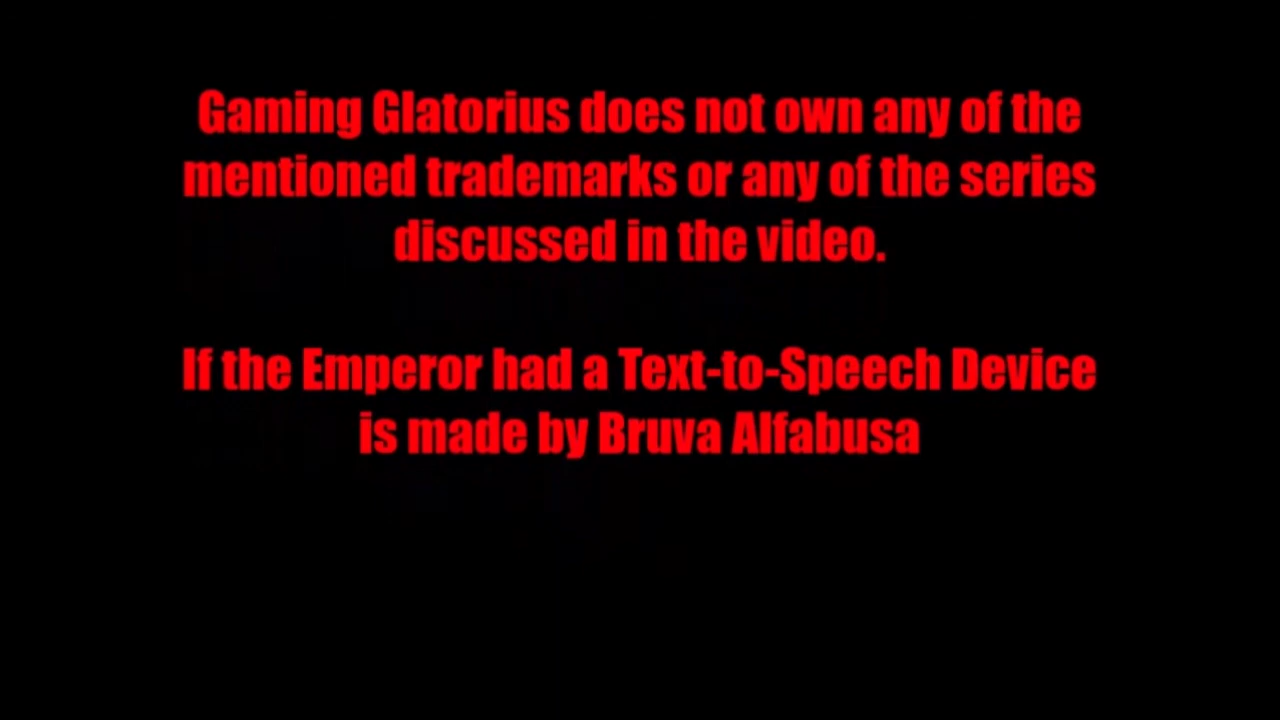 Gaming Glatorius does not own any of the
mentioned trademarks or any of the series
discussed in the video.
If the Emperor had a Text-to-Speech Device
is made by Bruva Alfabusa